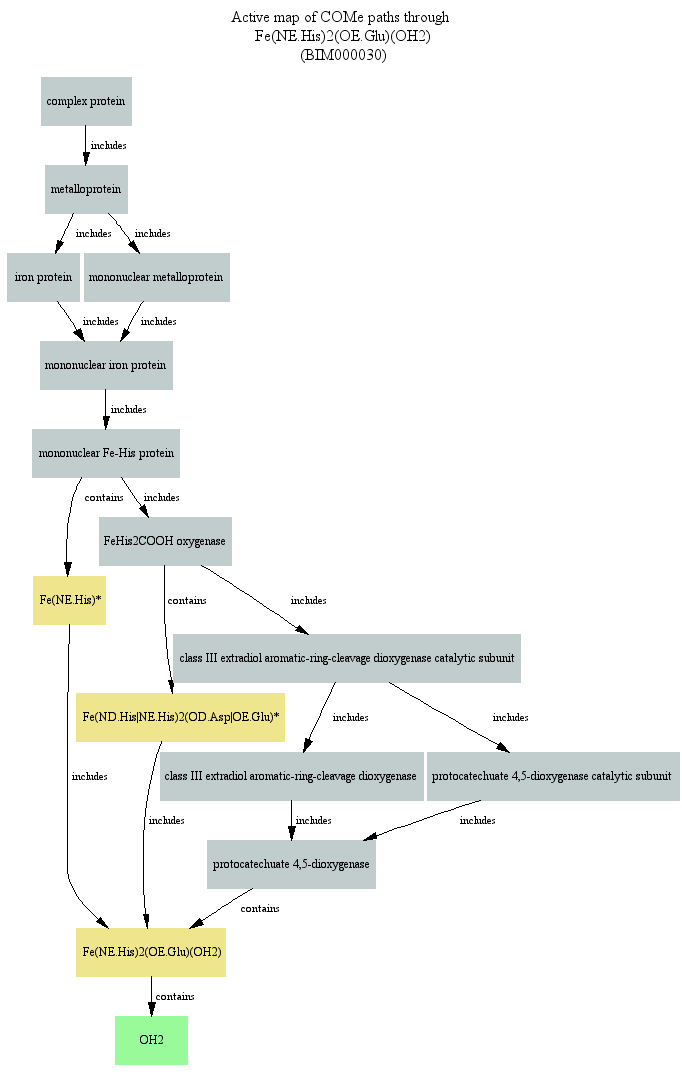 Active map of COMe paths through
Fe(NE.His)2(OE.Glu)(OH2)
(BIM000030)
complex protein
includes
metalloprotein
includes
includes
iron protein
mononuclear metalloprotein
includes
includes
mononuclear iron protein
includes
mononuclear Fe-His protein
contains
includes
FeHis2COOH oxygenase
Fe(NE.His)*
contains
includes
class III extradiol aromatic-ring-cleavage dioxygenase catalytic subunit
Fe(ND.His|NE.His)2(OD.Asp|OE.Glu)*
includes
includes
includes
class III extradiol aromatic-ring-cleavage dioxygenase
protocatechuate 4,5-dioxygenase catalytic subunit
includes
includes
includes
protocatechuate 4,5-dioxygenase
contains
Fe(NE.His)2(OE.Glu)(OH2)
contains
OH2